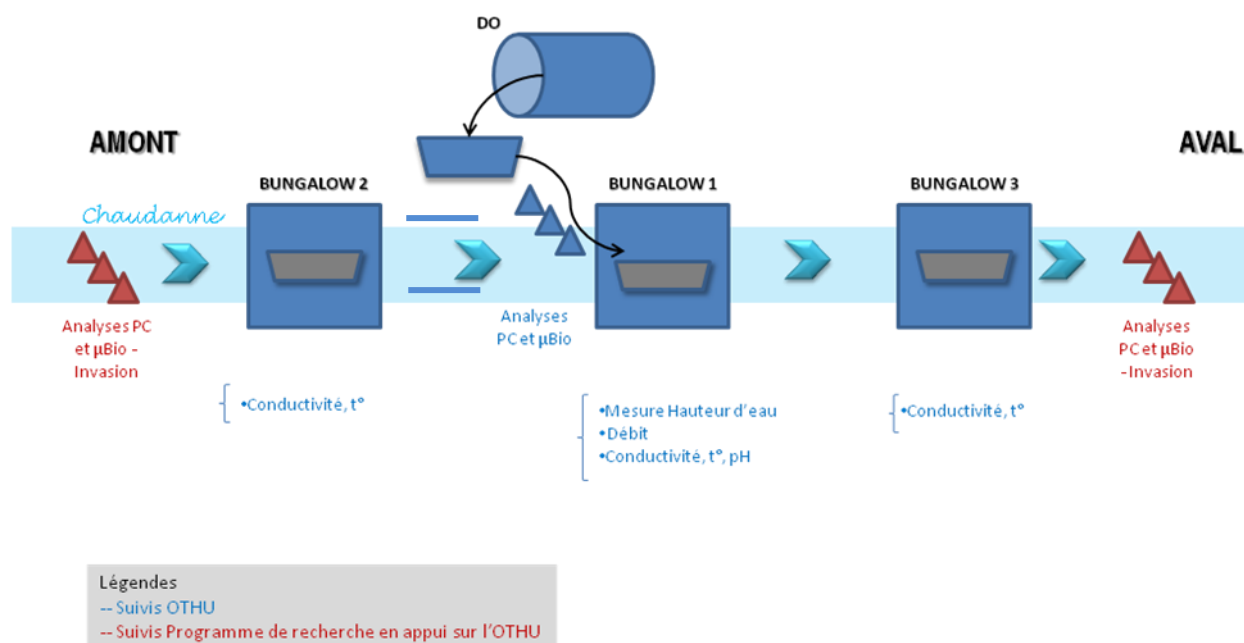 DO
AMONT
AVAL
BUNGALOW 2
BUNGALOW 1
BUNGALOW 3
Chaudanne
Analyses PC
et µBio -
Invasion
Analyses
PC et µBio
Analyses
PC et µBio
-Invasion
•Conductivité, t°
•Mesure Hauteur d'eau
•Débit
•Conductivité, t°, pH
•Conductivité, t°
Légendes
-- Suivis OTHU
-- Suivis Programme de recherche en appui sur l'OTHU